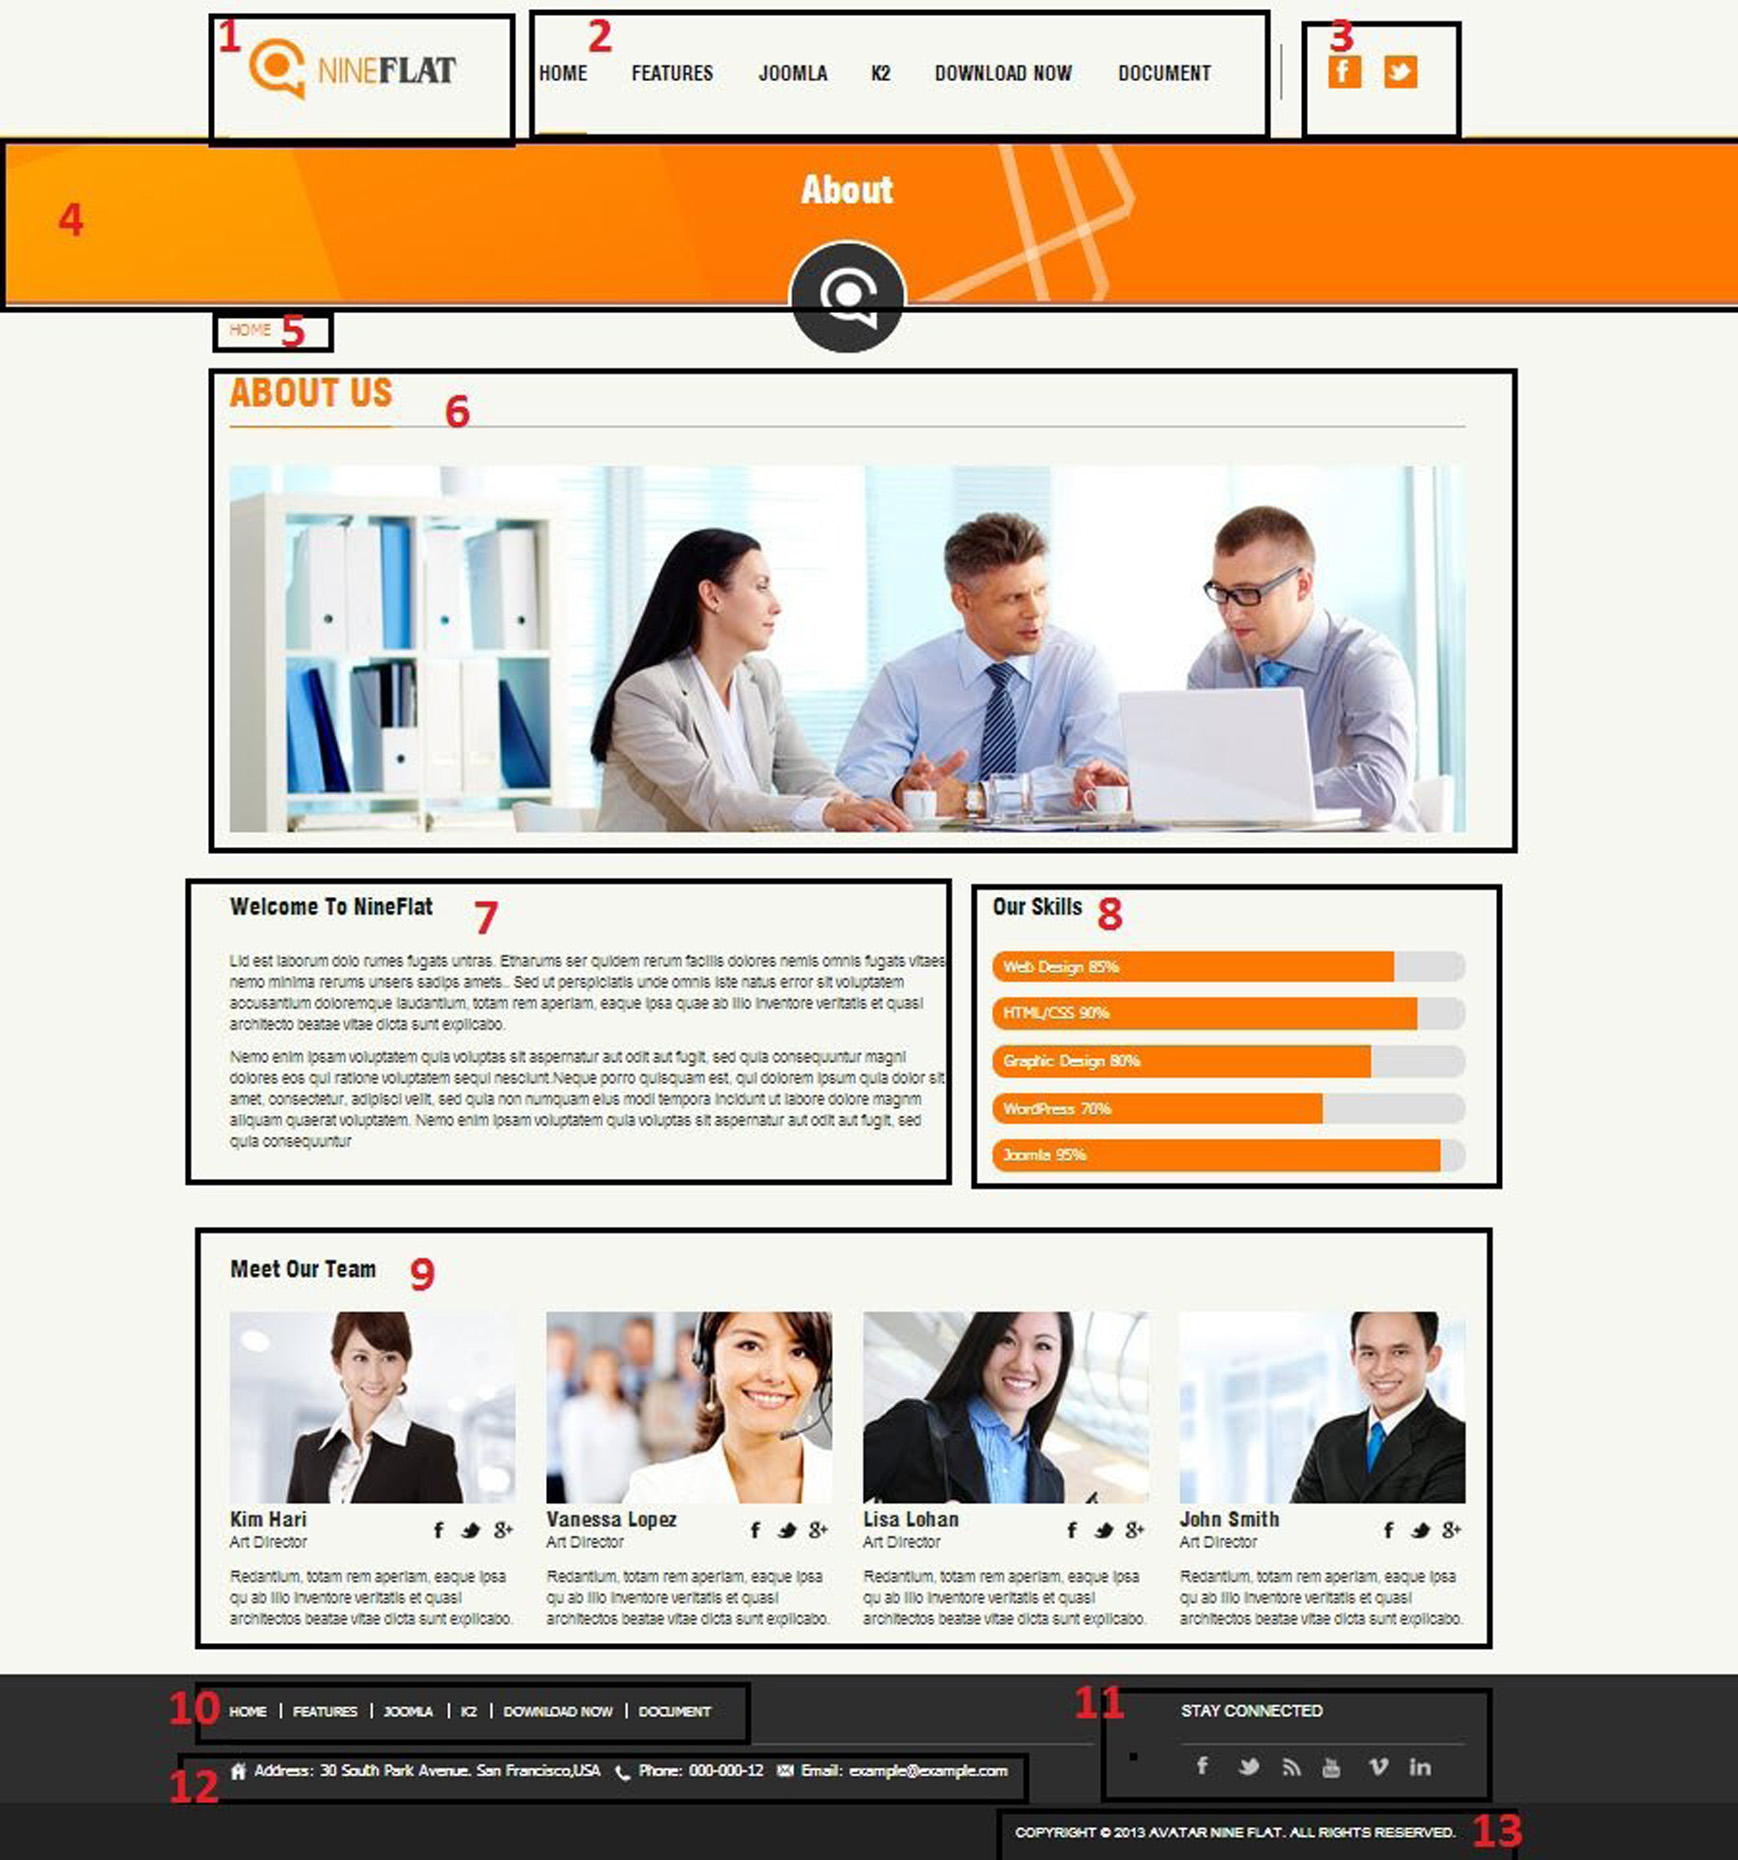 1
NINEFLAT
2
HOME FEATURES JOOMLA K2 DOWNLOAD NOW DOCUMENT
3
4
About
HOME 5
ABOUT US
6
Welcome To NineFlat 7
Lid est laborum dolo rumes fugats untras. Etharums ser quidem rerum facilis dolores nemis omnis fugats vitaes
nemo minima rerums unsers sadips amets.. Sed ut perspiciatis unde omnis iste natus error sit voluptatem
accusantium doloremque laudantium, totam rem aperiam, eaque ipsa quae ab illo inventore veritatis et quasi
architecto beatae vitae dicta sunt explicabo.
Nemo enim ipsam voluptatem quia voluptas sit aspernatur aut odit aut fugit, sed quia consequuntur magni
dolores eos qui ratione voluptatem sequi nesciunt.Neque porro quisquam est, qui dolorem ipsum quia dolor sit
amet, consectetur, adipisci velit, sed quia non numquam eius modi tempora incidunt ut labore dolore magnm
aliquam quaerat voluptatem. Nemo enim ipsam voluptatem quia voluptas sit aspernatur aut odit aut fugit, sed
quia consequuntur
Our Skills 8
Web Design 85%
HTML/CSS 90%
Graphic Design 80%
WordPress 70%
Joomla 95%
Meet Our Team 9
Kim Hari
Art Director
Redantium, totam rem aperiam, eaque ipsa
qu ab illo inventore veritatis et quasi
architectos beatae vitae dicta sunt explicabo.
Vanessa Lopez
Art Director
Redantium, totam rem aperiam, eaque ipsa
qu ab illo inventore veritatis et quasi
architectos beatae vitae dicta sunt explicabo.
Lisa Lohan
Art Director
Redantium, totam rem aperiam, eaque ipsa
qu ab illo inventore veritatis et quasi
architectos beatae vitae dicta sunt explicabo.
John Smith
Art Director
Redantium, totam rem aperiam, eaque ipsa
qu ab illo inventore veritatis et quasi
architectos beatae vitae dicta sunt explicabo.
10 HOME | FEATURES | JOOMLA | K2 | DOWNLOAD NOW | DOCUMENT
11
STAY CONNECTED
12 Address: 30 South Park Avenue. San Francisco,USA Phone: 000-000-12 Email: example@example.com
COPYRIGHT © 2013 AVATAR NINE FLAT. ALL RIGHTS RESERVED. 13